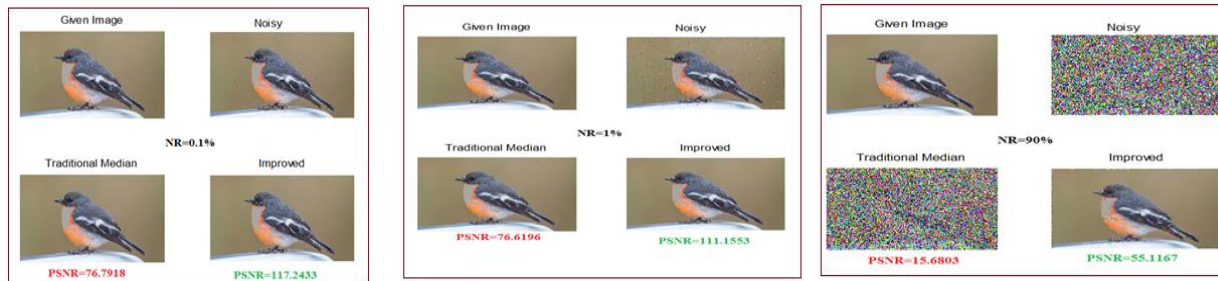 Given Image
Noisy
NR=0.1%
Traditional Median
Improved
PSNR=76.7918
PSNR=117.2433
Given Image
Noisy
NR=1%
Traditional Median
Improved
PSNR=76.6196
PSNR=111.1553
Given Image
Noisy
NR=90%
Traditional Median
Improved
PSNR=15.6803
PSNR=55.1167